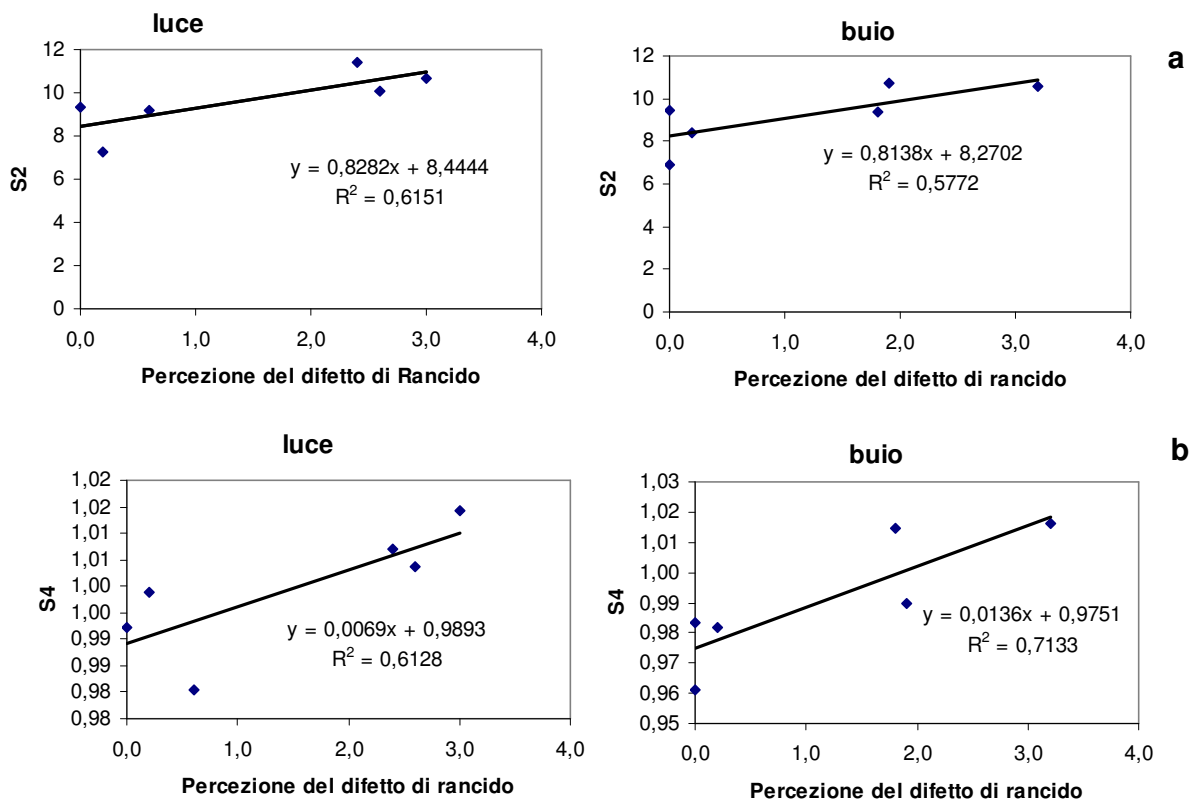 luce
12
10
8
6
4
2
0
S2
y = 0,8282x + 8,4444
R² = 0,6151
0,0 1,0 2,0 3,0 4,0
Percezione del difetto di Rancido
buio
a
12
10
8
6
4
2
0
S2
y = 0,8138x + 8,2702
R² = 0,5772
0,0 1,0 2,0 3,0 4,0
Percezione del difetto di rancido
luce
1,02
1,02
1,01
1,01
1,00
1,00
0,99
0,99
0,98
0,98
S4
y = 0,0069x + 0,9893
R² = 0,6128
0,0 1,0 2,0 3,0 4,0
Percezione del difetto di rancido
buio
b
1,03
1,02
1,01
1,00
0,99
0,98
0,97
0,96
0,95
S4
y = 0,0136x + 0,9751
R² = 0,7133
0,0 1,0 2,0 3,0 4,0
Percezione del difetto di rancido